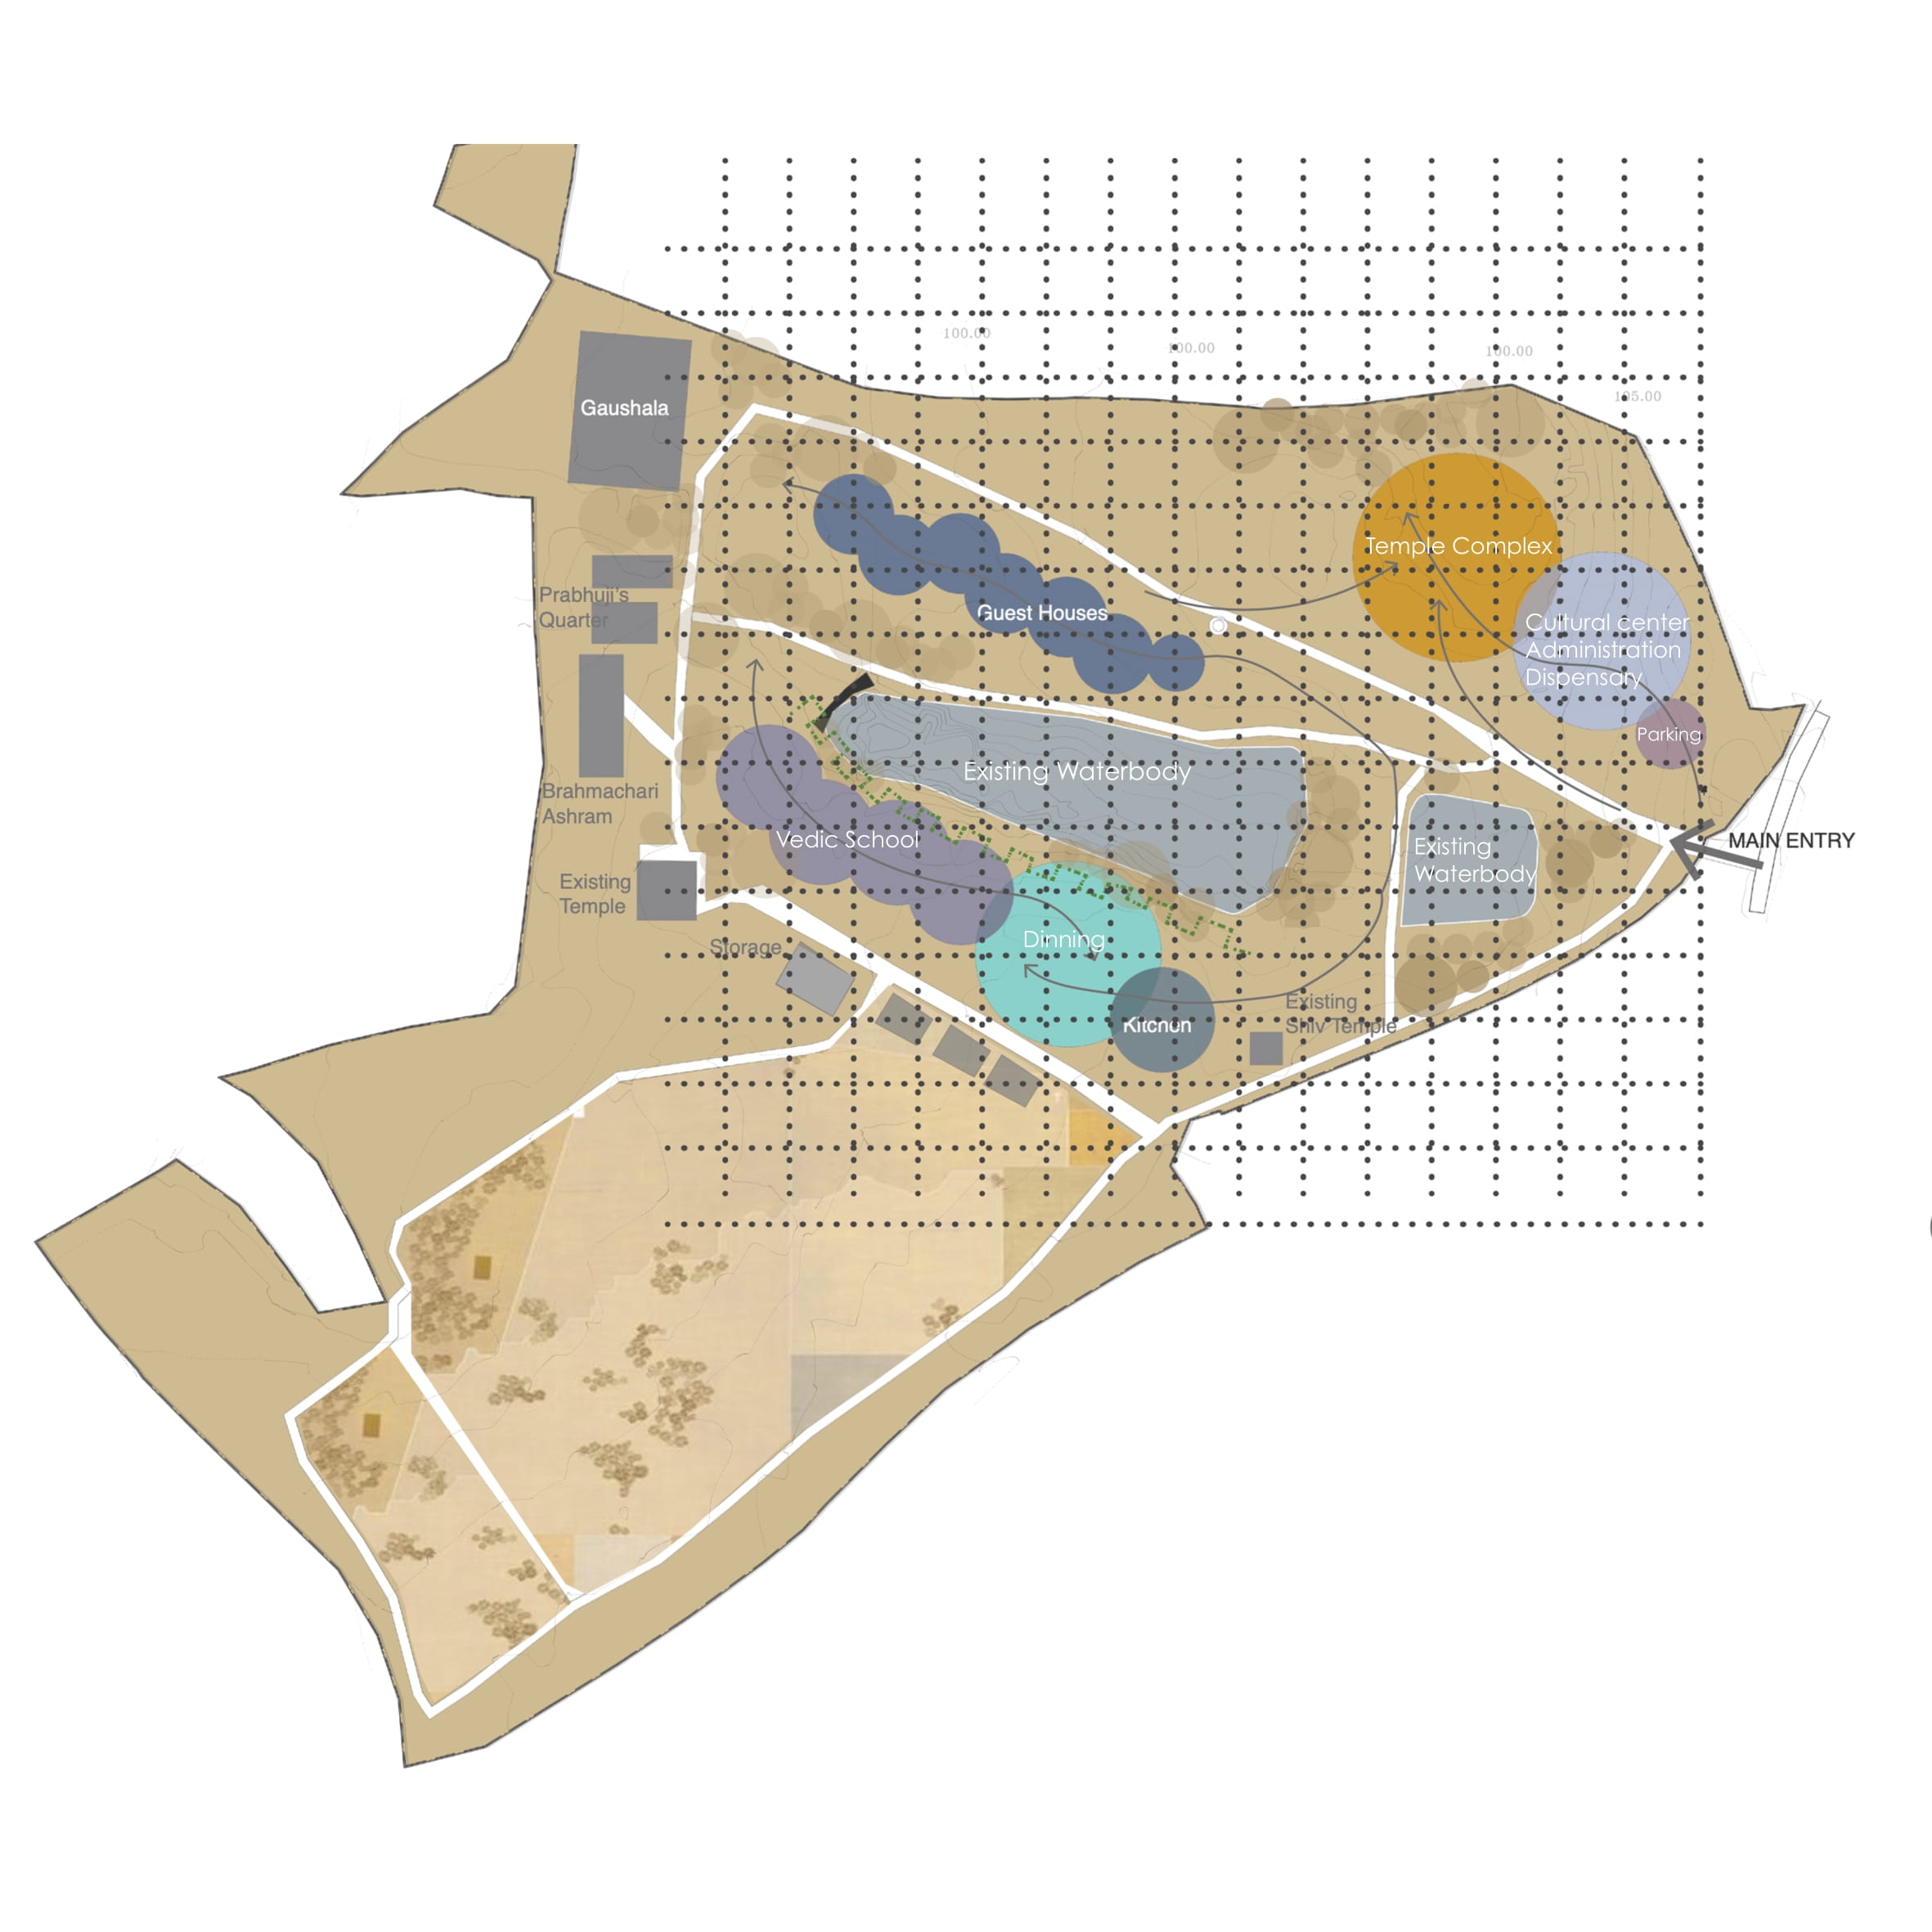 100.00
100.00
100.00
105.00
Gaushala
Temple Complex
Prabhuji's
Quarter
Guest Houses
Cultural center
Administration
Dispensary
Parking
Existing Waterbody
Brahmachari
Ashram
Vedic School
Existing
Waterbody
MAIN ENTRY
Existing
Temple
Storage
Dinning
Kitchen
Existing
Shiv Temple